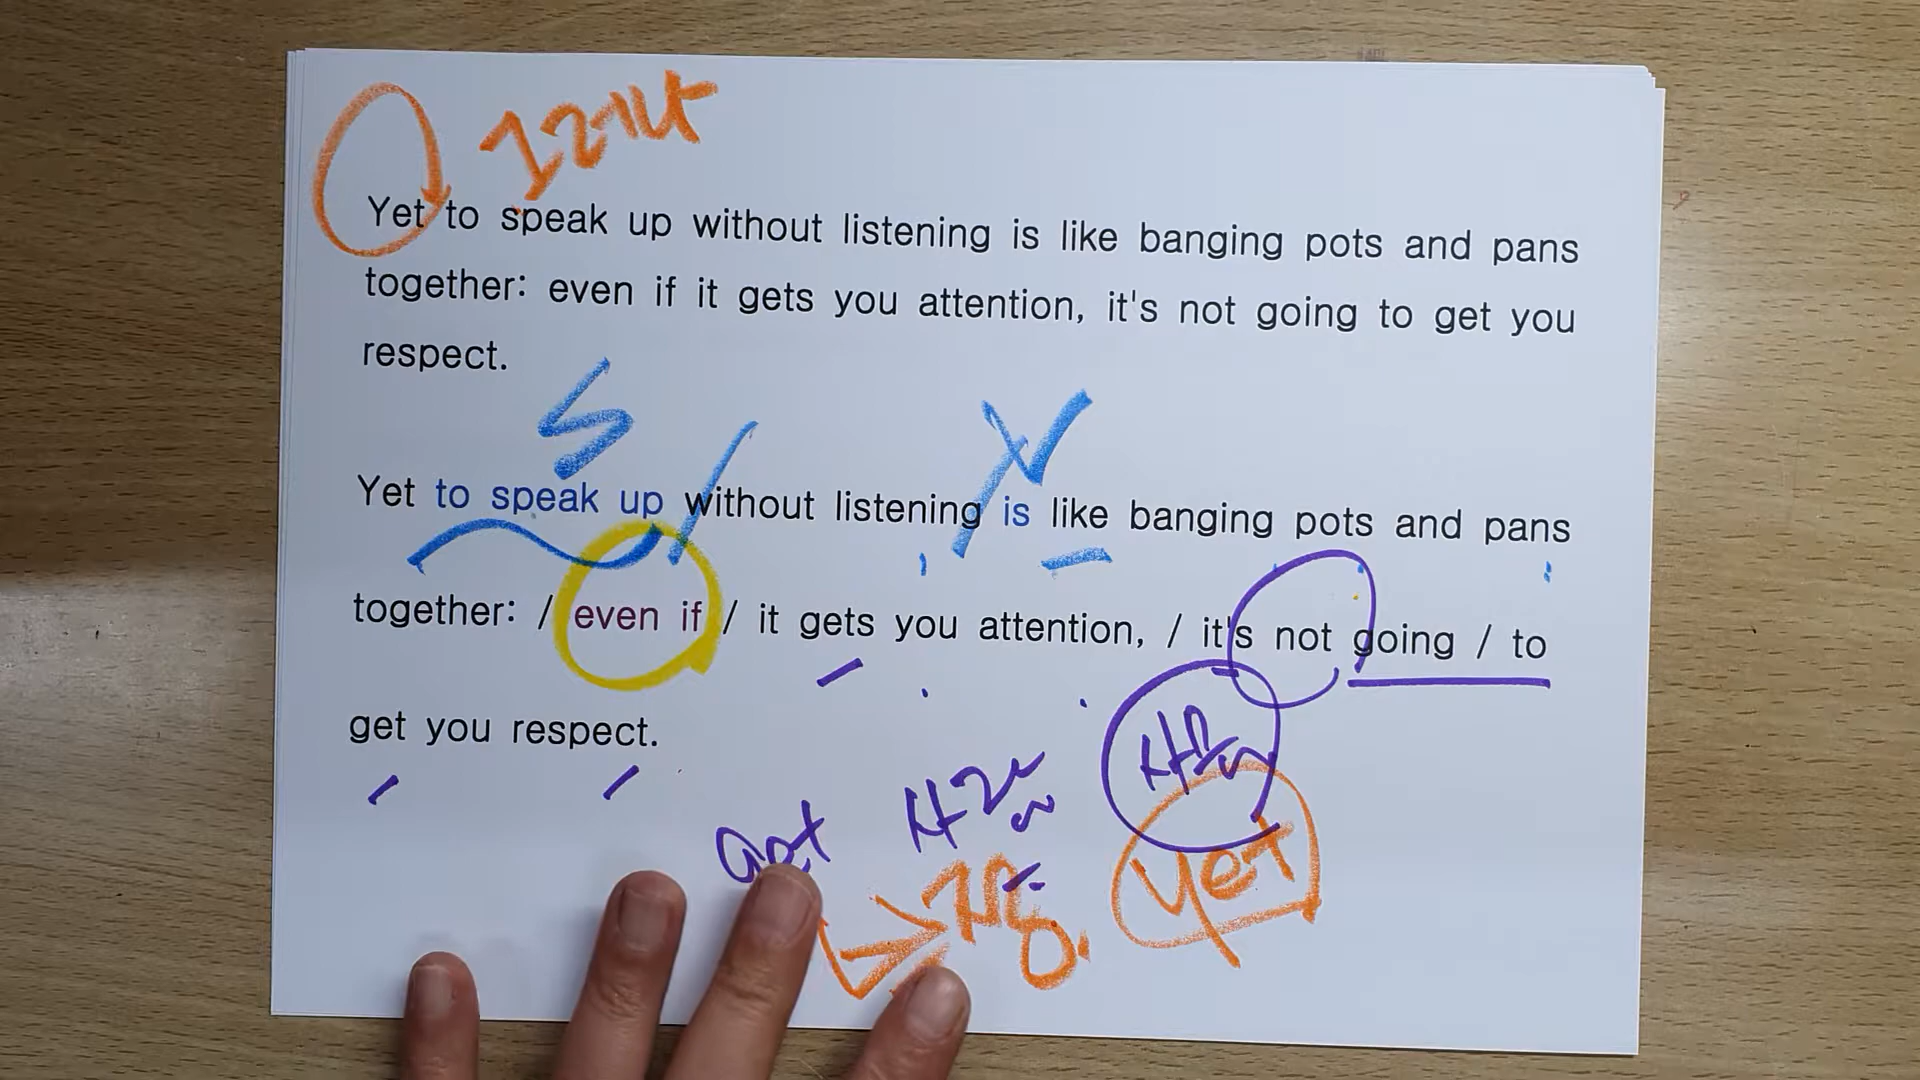 그러나
Yet to speak up without listening is like banging pots and pans
together: even if it gets you attention, it's not going to get you
respect.
S V
Yet to speak up without listening is like banging pots and pans
together: / even if / it gets you attention, / it's not going / to
get you respect.
get
yet